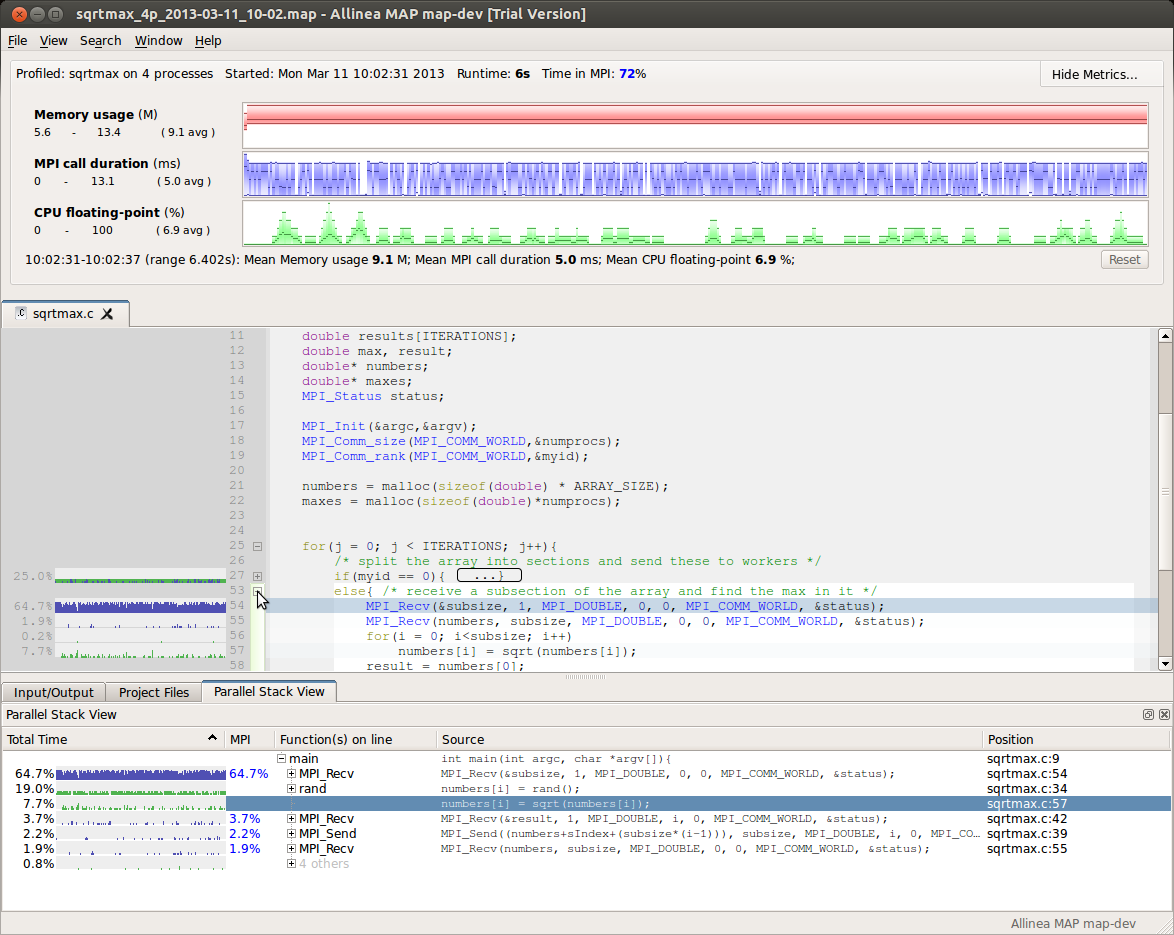 sqrtmax_4p_2013-03-11_10-02.map - Allinea MAP map-dev [Trial Version]
File View Search Window Help
Profiled: sqrtmax on 4 processes Started: Mon Mar 11 10:02:31 2013 Runtime: 6s Time in MPI: 72%
Hide Metrics...
Memory usage (M)
5.6 - 13.4 ( 9.1 avg )
MPI call duration (ms)
0 - 13.1 ( 5.0 avg )
CPU floating-point (%)
0 - 100 ( 6.9 avg )
10:02:31-10:02:37 (range 6.402s): Mean Memory usage 9.1 M; Mean MPI call duration 5.0 ms; Mean CPU floating-point 6.9 %;
Reset
.c sqrtmax.c
11 double results[ITERATIONS];
12 double max, result;
13 double* numbers;
14 double* maxes;
15 MPI_Status status;
16
17 MPI_Init(&argc,&argv);
18 MPI_Comm_size(MPI_COMM_WORLD,&numprocs);
19 MPI_Comm_rank(MPI_COMM_WORLD,&myid);
20
21 numbers = malloc(sizeof(double) * ARRAY_SIZE);
22 maxes = malloc(sizeof(double)*numprocs);
23
24
25 for(j = 0; j < ITERATIONS; j++){
26 /* split the array into sections and send these to workers */
25.0% 27 if(myid == 0){ ...}
53 else{ /* receive a subsection of the array and find the max in it */
64.7% 54 MPI_Recv(&subsize, 1, MPI_DOUBLE, 0, 0, MPI_COMM_WORLD, &status);
1.9% 55 MPI_Recv(numbers, subsize, MPI_DOUBLE, 0, 0, MPI_COMM_WORLD, &status);
0.2% 56 for(i = 0; i<subsize; i++)
7.7% 57 numbers[i] = sqrt(numbers[i]);
58 result = numbers[0];
Input/Output Project Files Parallel Stack View
Parallel Stack View
Total Time MPI Function(s) on line Source Position
main int main(int argc, char *argv[]){ sqrtmax.c:9
64.7% 64.7% MPI_Recv MPI_Recv(&subsize, 1, MPI_DOUBLE, 0, 0, MPI_COMM_WORLD, &status); sqrtmax.c:54
19.0% rand numbers[i] = rand(); sqrtmax.c:34
7.7% numbers[i] = sqrt(numbers[i]); sqrtmax.c:57
3.7% 3.7% MPI_Recv MPI_Recv(&result, 1, MPI_DOUBLE, i, 0, MPI_COMM_WORLD, &status); sqrtmax.c:42
2.2% 2.2% MPI_Send MPI_Send((numbers+sIndex+(subsize*(i-1))), subsize, MPI_DOUBLE, i, 0, MPI_CO... sqrtmax.c:39
1.9% 1.9% MPI_Recv MPI_Recv(numbers, subsize, MPI_DOUBLE, 0, 0, MPI_COMM_WORLD, &status); sqrtmax.c:55
0.8% 4 others
Allinea MAP map-dev